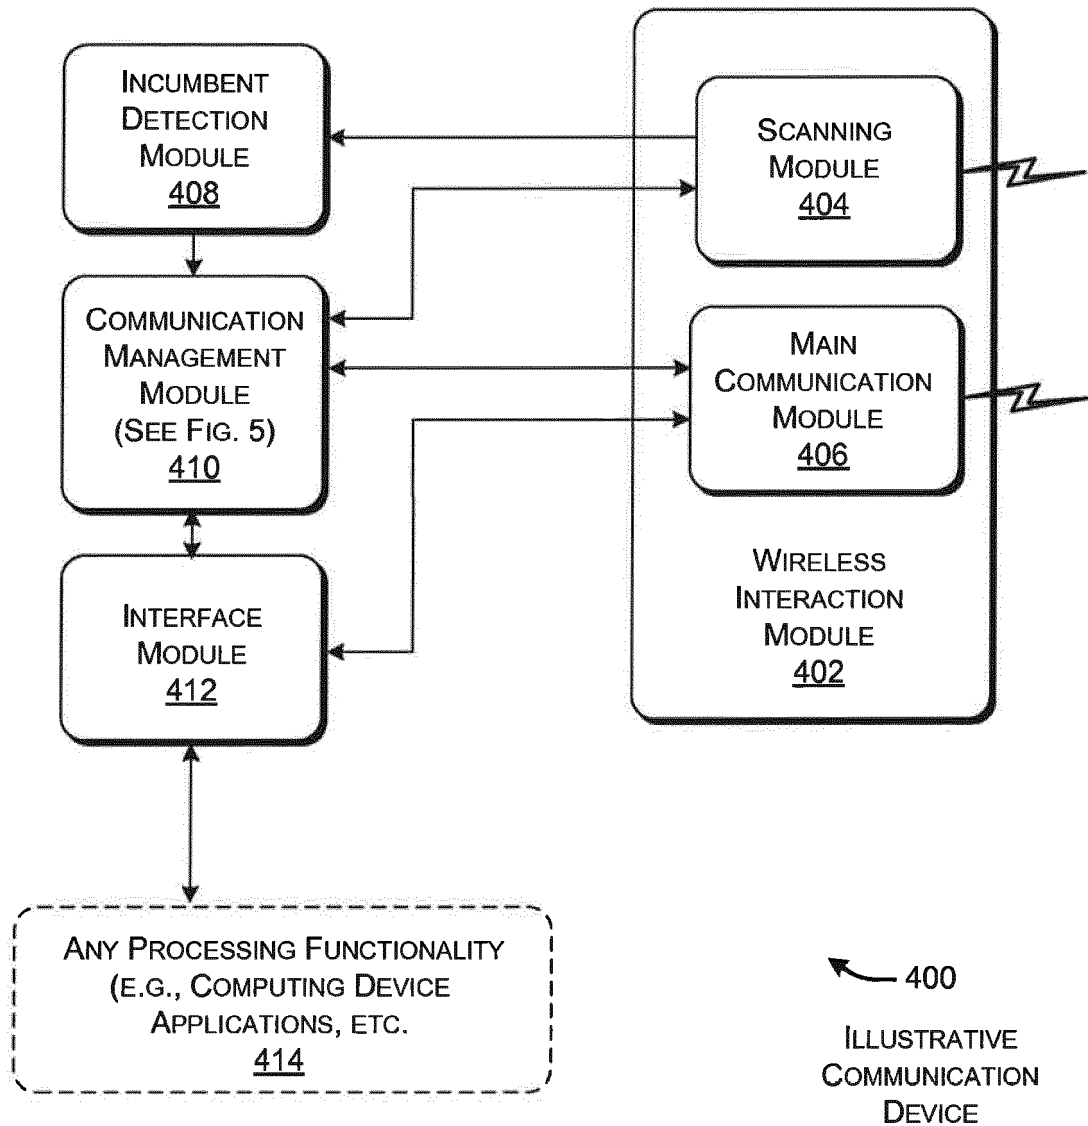 INCUMBENT
DETECTION
MODULE
408
SCANNING
MODULE
404
COMMUNICATION
MANAGEMENT
MODULE
(SEE FIG. 5)
410
MAIN
COMMUNICATION
MODULE
406
WIRELESS
INTERACTION
MODULE
402
INTERFACE
MODULE
412
ANY PROCESSING FUNCTIONALITY
(E.G., COMPUTING DEVICE
APPLICATIONS, ETC.
414
400
ILLUSTRATIVE
COMMUNICATION
DEVICE